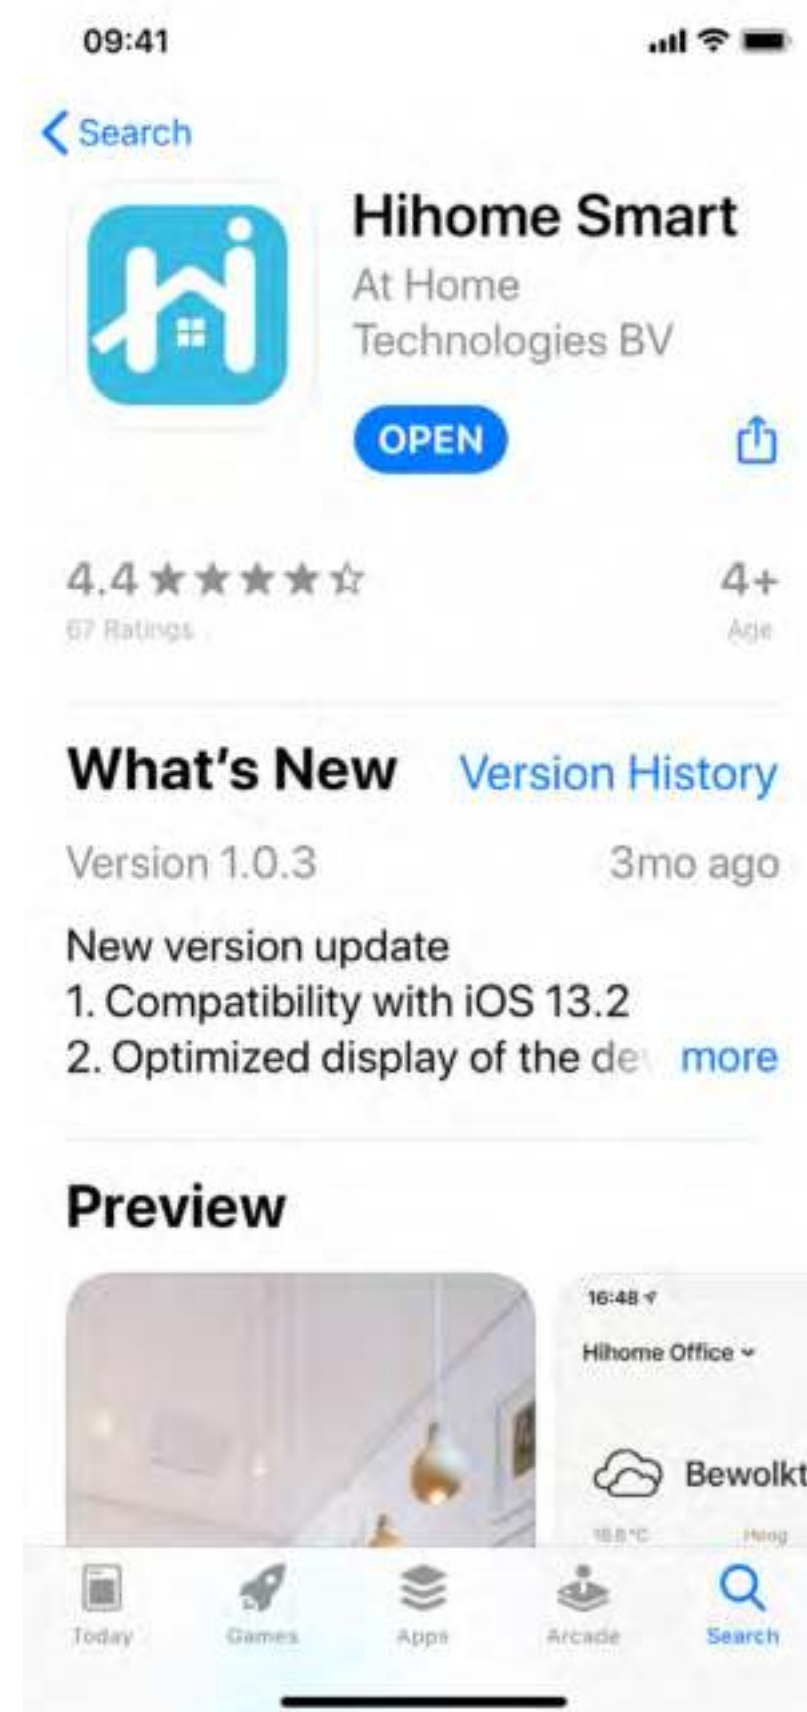 09:41
Search
Hihome Smart
At Home
Technologies BV
OPEN
4.4
4+
67 Ratings
Age
What's New
Version History
Version 1.0.3
3mo ago
New version update
1. Compatibility with iOS 13.2
2. Optimized display of the de
more
Preview
16:48
Hihome Office
Bewolkt
Today
Games
Apps
Arcade
Search